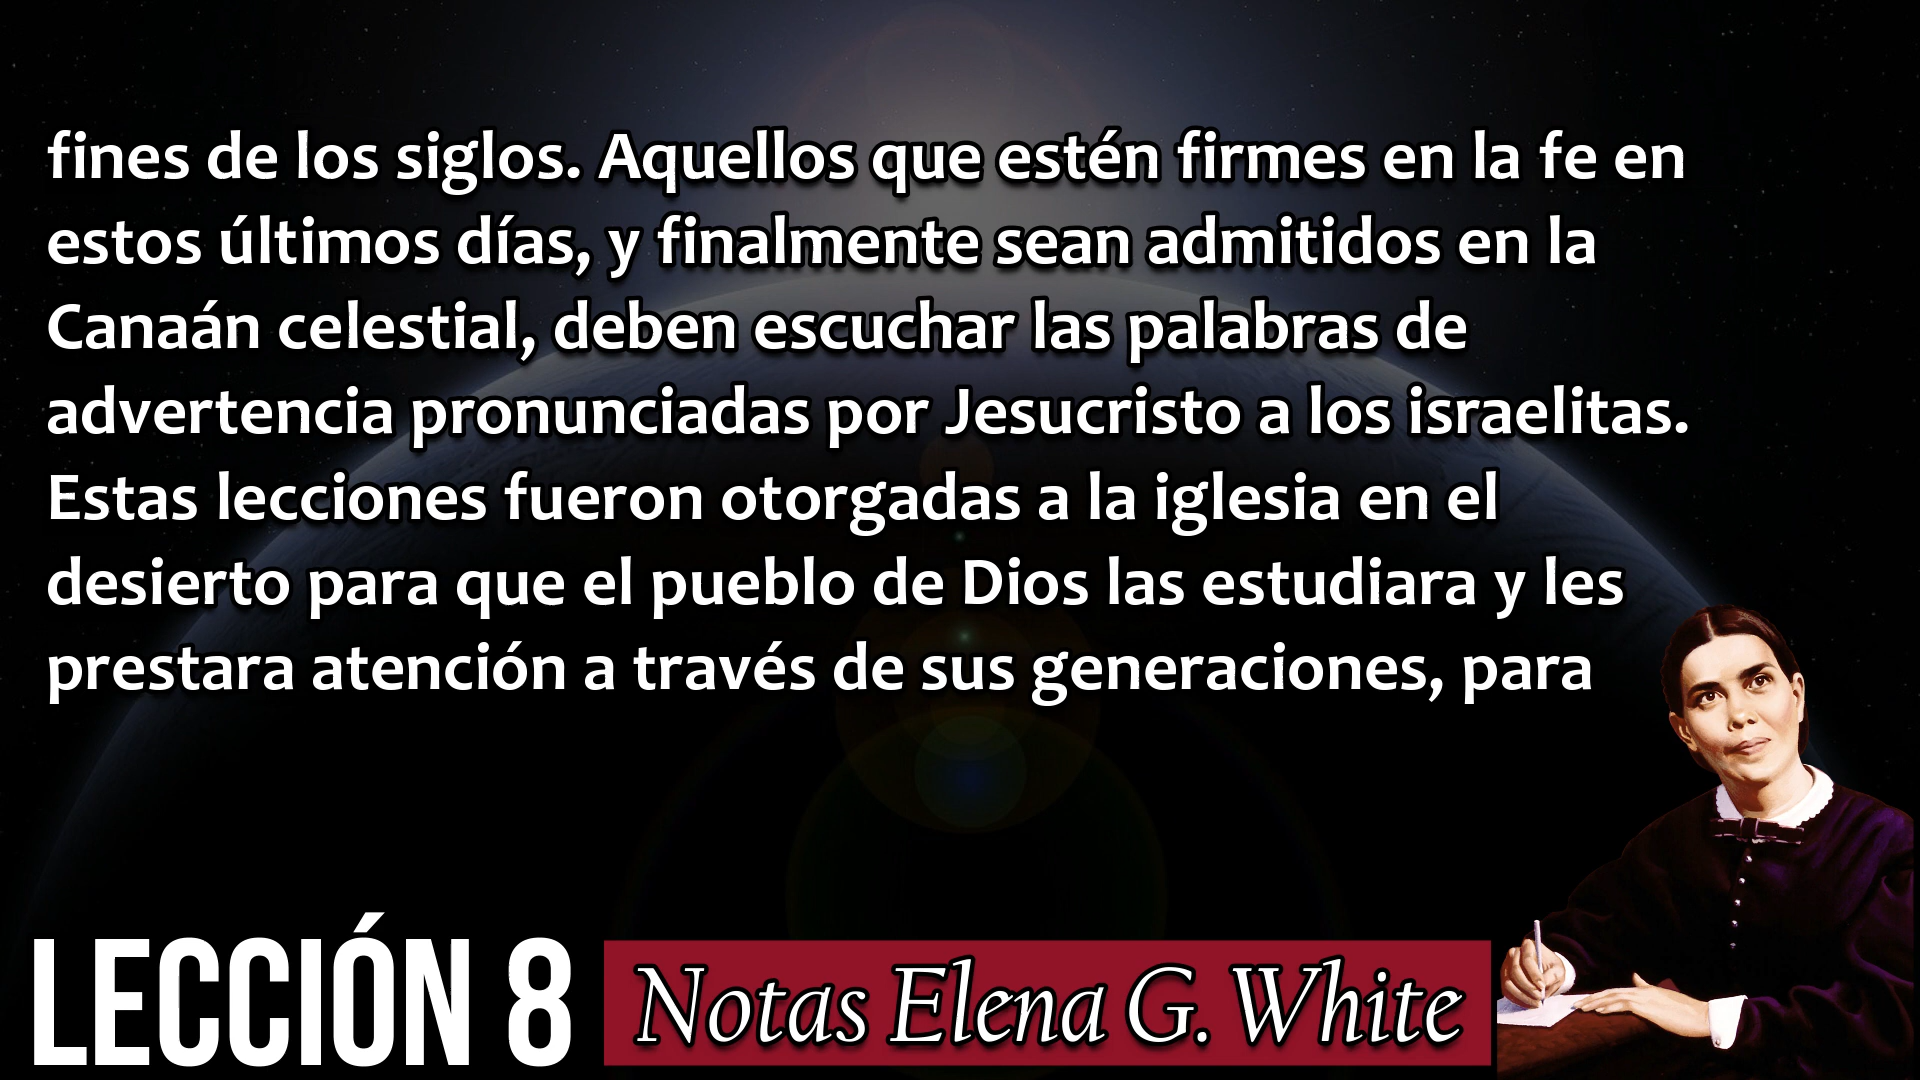 fines de los siglos. Aquellos que estén firmes en la fe en
estos últimos días, y finalmente sean admitidos en la
Canaán celestial, deben escuchar las palabras de
advertencia pronunciadas por Jesucristo a los israelitas.
Estas lecciones fueron otorgadas a la iglesia en el
desierto para que el pueblo de Dios las estudiara y les
prestara atención a través de sus generaciones, para
LECCIÓN 8
Notas Elena G. White